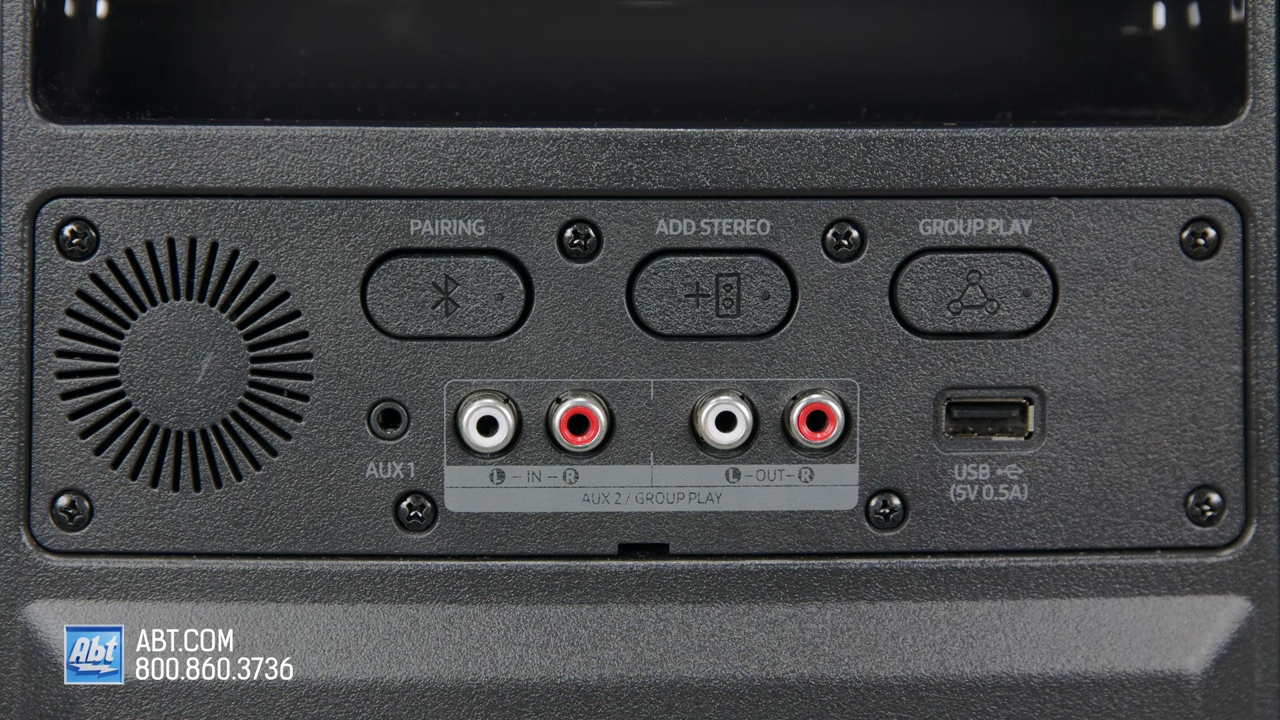 PAIRING
ADD STEREO
GROUP PLAY
AUX 1
L – IN – R
L –OUT– R
AUX 2 / GROUP PLAY
USB
(5V 0.5A)
Abt
ABT.COM
800.860.3736